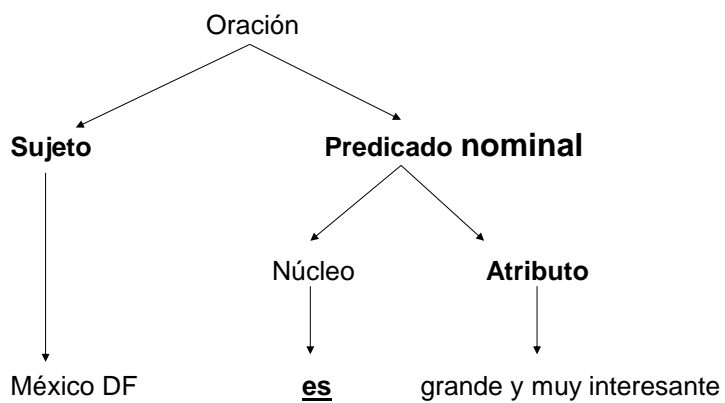 Oración
Sujeto Predicado nominal
Núcleo Atributo
México DF es grande y muy interesante